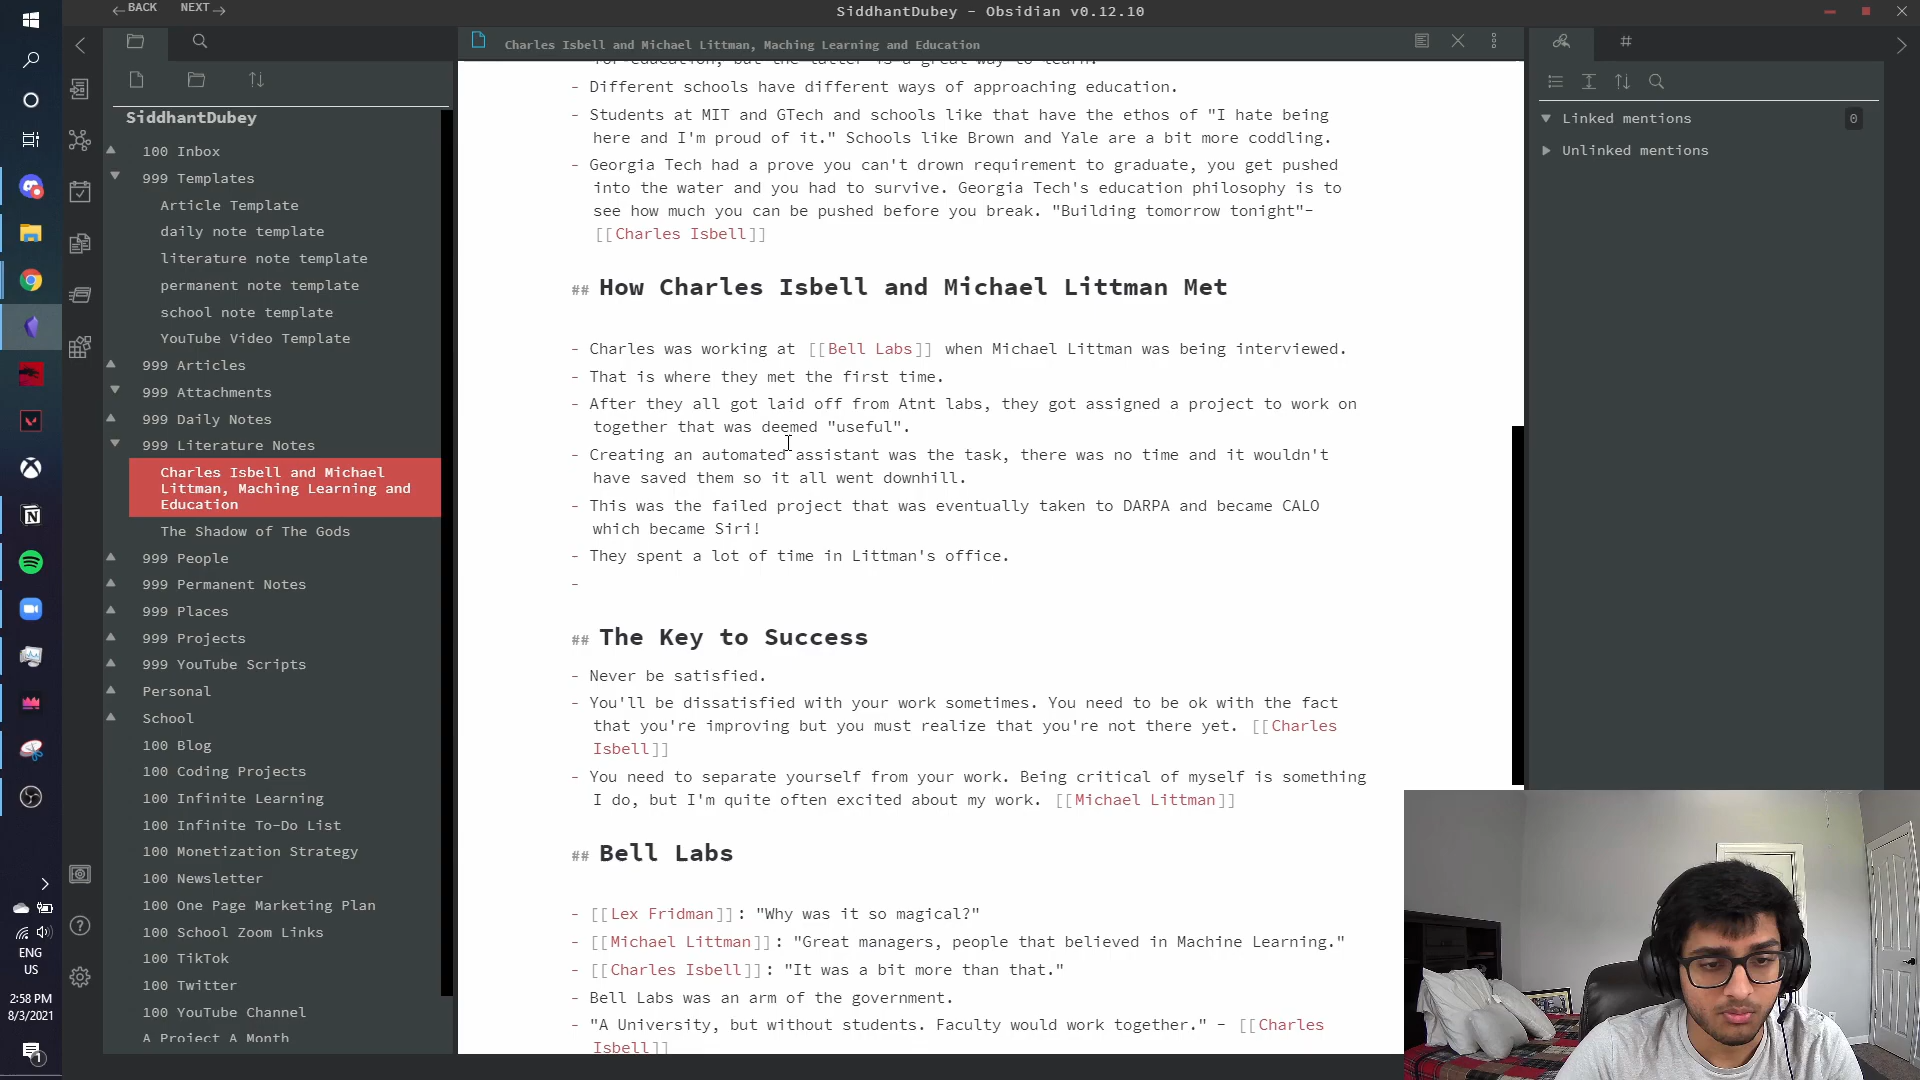 BACK
NEXT
SiddhantDubey - Obsidian v0.12.10
SiddhantDubey
100 Inbox
999 Templates
Article Template
daily note template
literature note template
permanent note template
school note template
YouTube Video Template
999 Articles
999 Attachments
999 Daily Notes
999 Literature Notes
Charles Isbell and Michael
Littman, Maching Learning and
Education
The Shadow of The Gods
999 People
999 Permanent Notes
999 Places
999 Projects
999 YouTube Scripts
Personal
School
100 Blog
100 Coding Projects
100 Infinite Learning
100 Infinite To-Do List
100 Monetization Strategy
100 Newsletter
100 One Page Marketing Plan
100 School Zoom Links
100 TikTok
100 Twitter
100 YouTube Channel
A Project A Month
Charles Isbell and Michael Littman, Maching Learning and Education
for education, but the latter is a great way to learn.
- Different schools have different ways of approaching education.
- Students at MIT and GTech and schools like that have the ethos of "I hate being
here and I'm proud of it." Schools like Brown and Yale are a bit more coddling.
- Georgia Tech had a prove you can't drown requirement to graduate, you get pushed
into the water and you had to survive. Georgia Tech's education philosophy is to
see how much you can be pushed before you break. "Building tomorrow tonight"-
[[Charles Isbell]]
## How Charles Isbell and Michael Littman Met
- Charles was working at [[Bell Labs]] when Michael Littman was being interviewed.
- That is where they met the first time.
- After they all got laid off from Atnt labs, they got assigned a project to work on
together that was deemed "useful".
- Creating an automated assistant was the task, there was no time and it wouldn't
have saved them so it all went downhill.
- This was the failed project that was eventually taken to DARPA and became CALO
which became Siri!
- They spent a lot of time in Littman's office.
-
## The Key to Success
- Never be satisfied.
- You'll be dissatisfied with your work sometimes. You need to be ok with the fact
that you're improving but you must realize that you're not there yet. [[Charles
Isbell]]
- You need to separate yourself from your work. Being critical of myself is something
I do, but I'm quite often excited about my work. [[Michael Littman]]
## Bell Labs
- [[Lex Fridman]]: "Why was it so magical?"
- [[Michael Littman]]: "Great managers, people that believed in Machine Learning."
- [[Charles Isbell]]: "It was a bit more than that."
- Bell Labs was an arm of the government.
- "A University, but without students. Faculty would work together." - [[Charles
Isbell]]
Linked mentions
0
Unlinked mentions
ENG
US
2:58 PM
8/3/2021
1